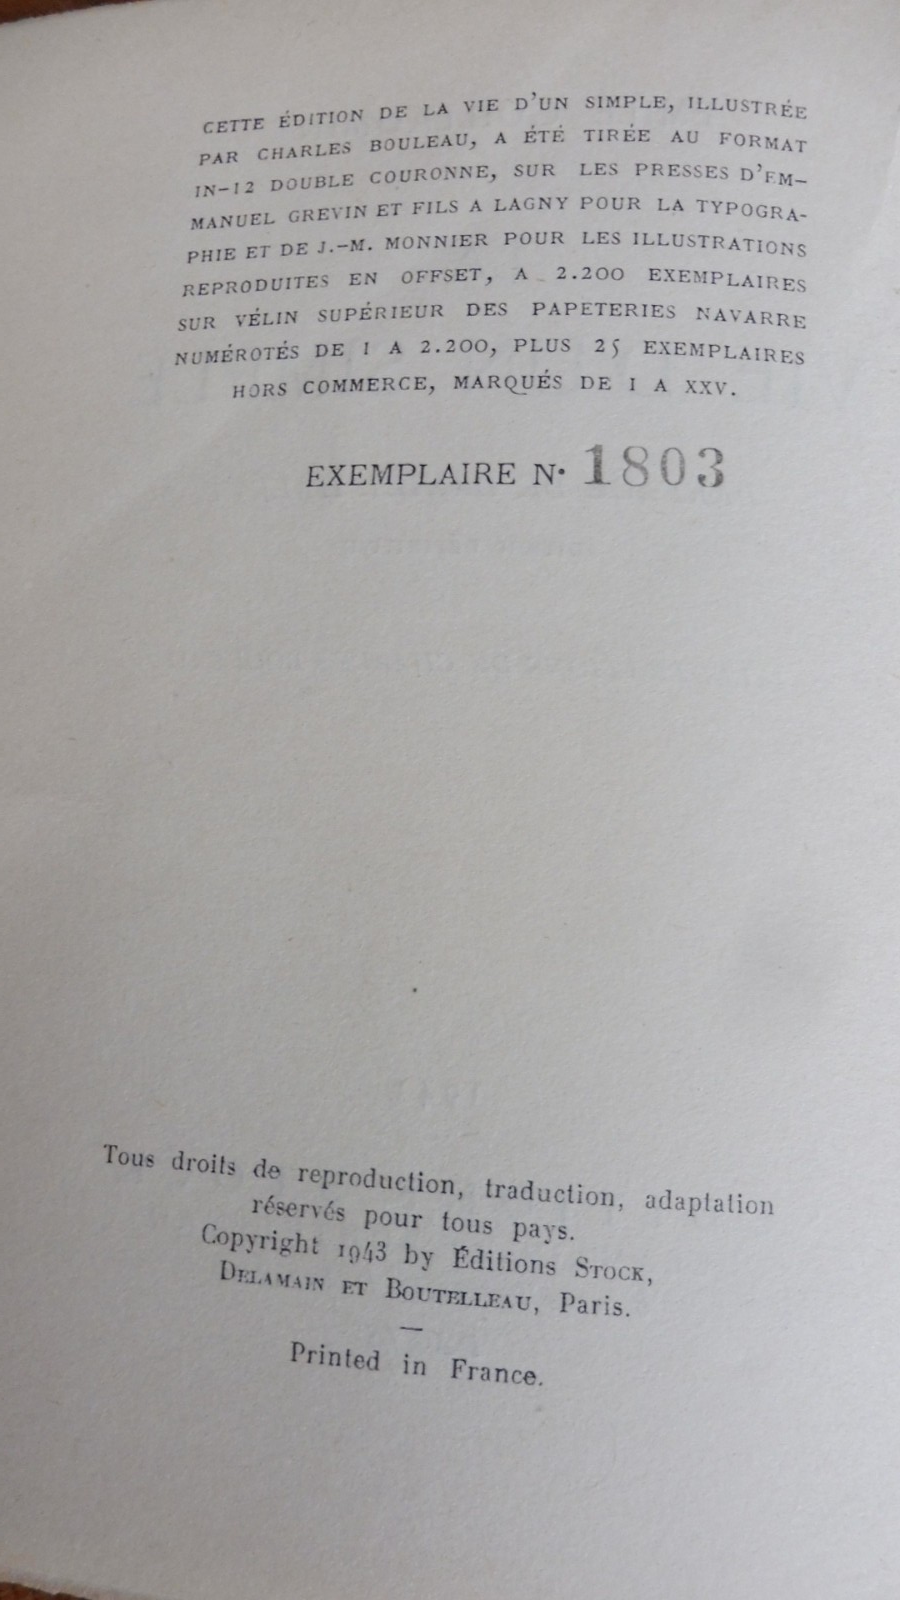 CETTE ÉDITION DE LA VIE D'UN SIMPLE, ILLUSTRÉE
PAR CHARLES BOULEAU, A ÉTÉ TIRÉE AU FORMAT
IN-12 DOUBLE COURONNE, SUR LES PRESSES D'EM-
MANUEL GREVIN ET FILS A LAGNY POUR LA TYPOGRA-
PHIE ET DE J.-M. MONNIER POUR LES ILLUSTRATIONS
REPRODUITES EN OFFSET, A 2.200 EXEMPLAIRES
SUR VÉLIN SUPÉRIEUR DES PAPETERIES NAVARRE
NUMÉROTÉS DE I A 2.200, PLUS 25 EXEMPLAIRES
HORS COMMERCE, MARQUÉS DE I A XXV.
EXEMPLAIRE N· 1803
Tous droits de reproduction, traduction, adaptation
réservés pour tous pays.
Copyright 1943 by Éditions STOCK,
DELAMAIN ET BOUTELLEAU, Paris.
—
Printed in France.